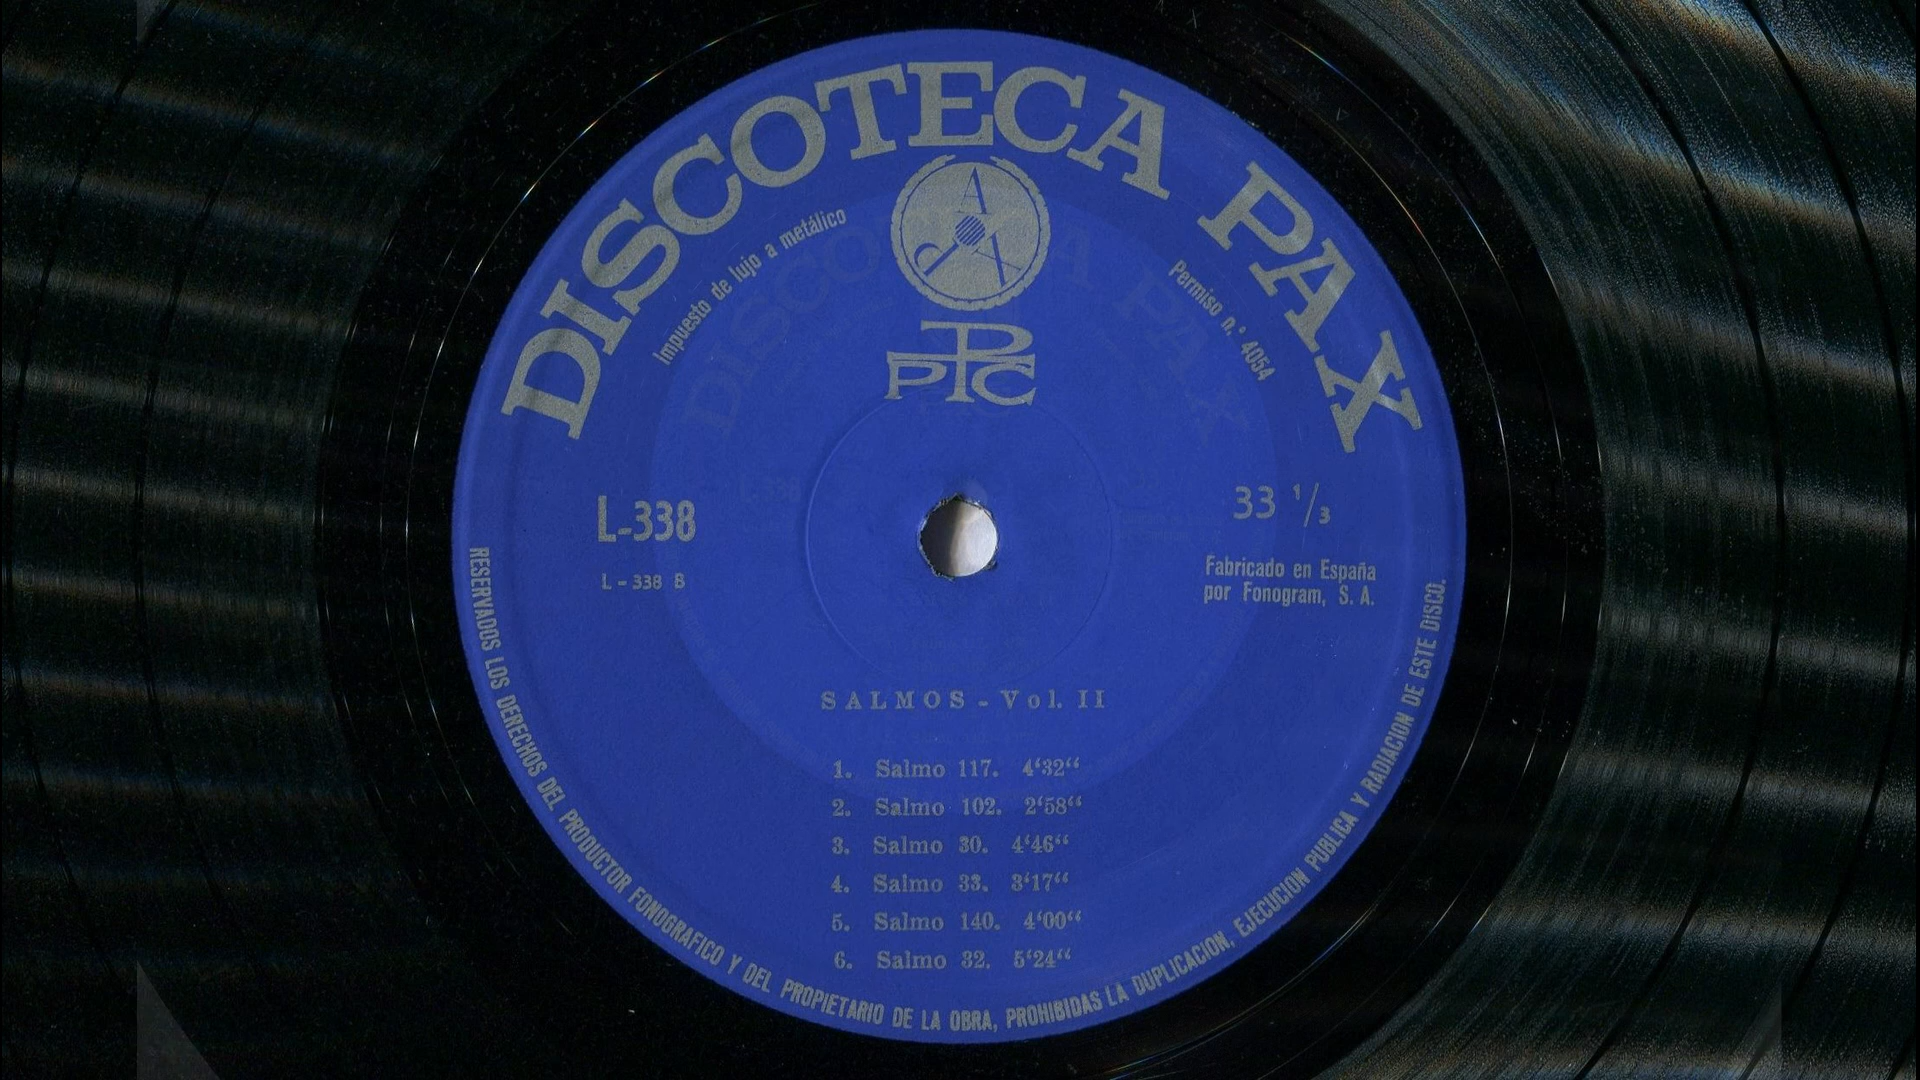 DISCOTECA PAX
Impuesto de lujo a metálico
Permiso n.º 4054
PAX
PPC
L-338
L - 338 B
33 1/3
Fabricado en España
por Fonogram, S. A.
SALMOS - Vol. II
1. Salmo 117. 4‘32“
2. Salmo 102. 2‘58“
3. Salmo 30. 4‘46“
4. Salmo 33. 3‘17“
5. Salmo 140. 4‘00“
6. Salmo 32. 5‘24“
RESERVADOS LOS DERECHOS DEL PRODUCTOR FONOGRAFICO Y DEL PROPIETARIO DE LA OBRA, PROHIBIDAS LA DUPLICACION, EJECUCION PUBLICA Y RADIACION DE ESTE DISCO.